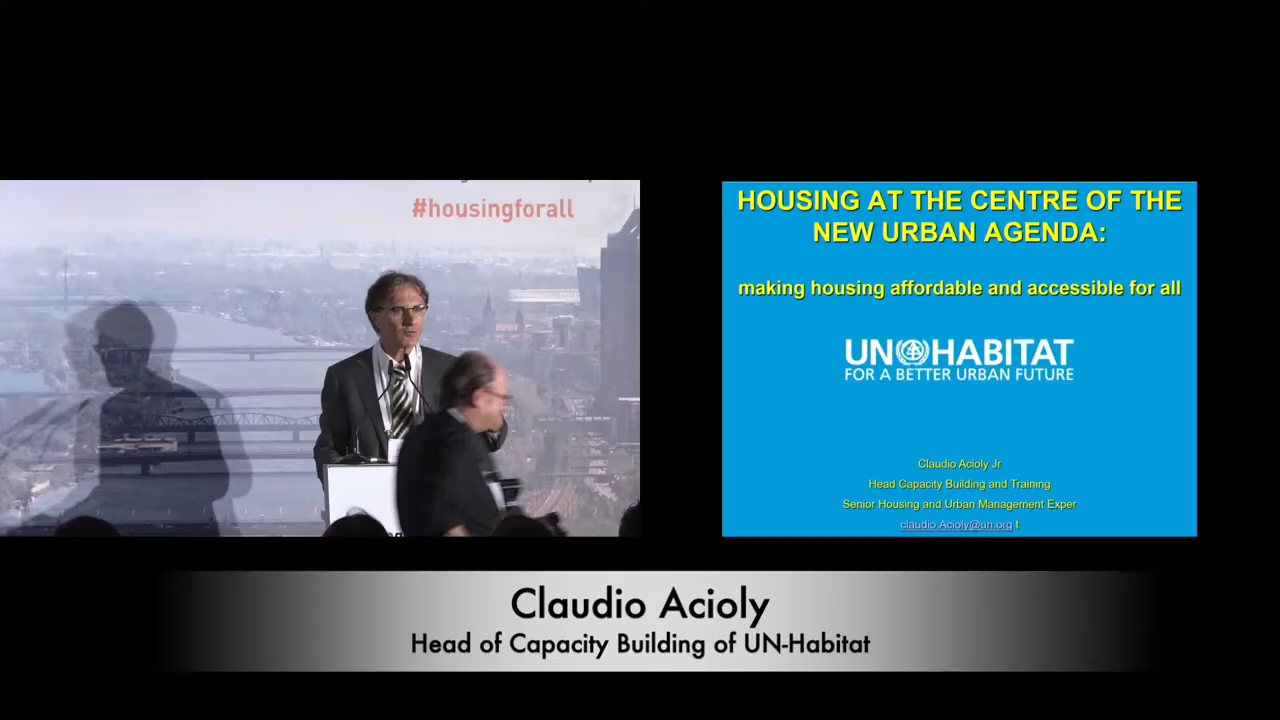 #housingforall
HOUSING AT THE CENTRE OF THE
NEW URBAN AGENDA:
making housing affordable and accessible for all
UN HABITAT
FOR A BETTER URBAN FUTURE
Claudio Acioly Jr
Head Capacity Building and Training
Senior Housing and Urban Management Exper
claudio.Acioly@un.org t
Claudio Acioly
Head of Capacity Building of UN-Habitat